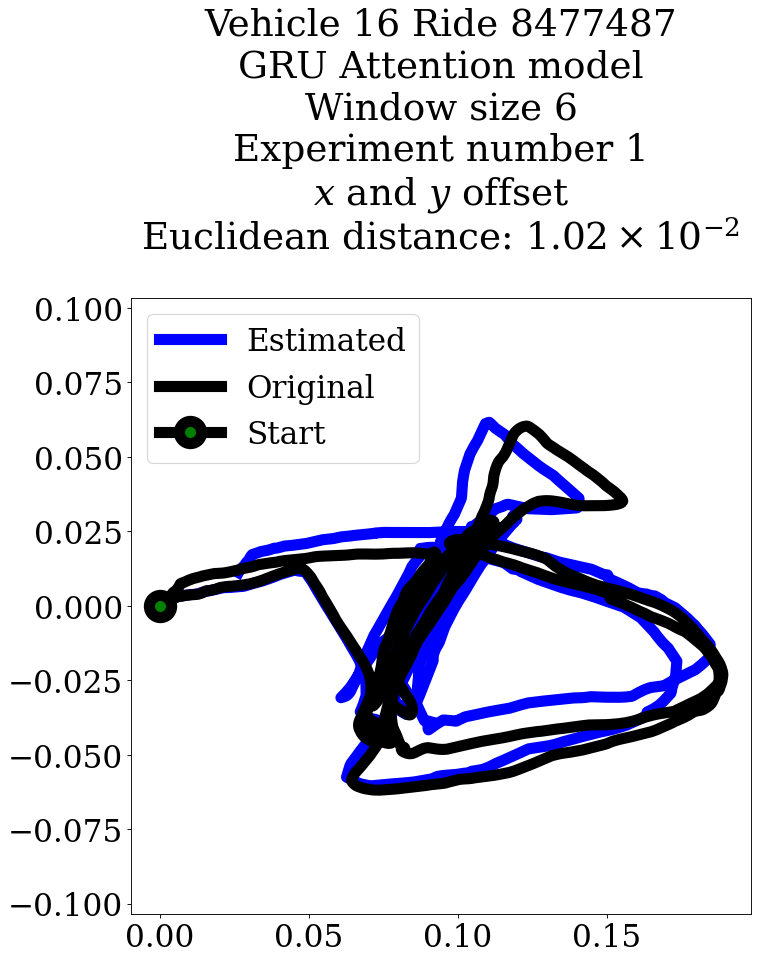 Vehicle 16 Ride 8477487
GRU Attention model
Window size 6
Experiment number 1
x and y offset
Euclidean distance: 1.02 × 10⁻²
0.100
0.075
0.050
0.025
0.000
−0.025
−0.050
−0.075
−0.100
Estimated
Original
Start
0.00 0.05 0.10 0.15